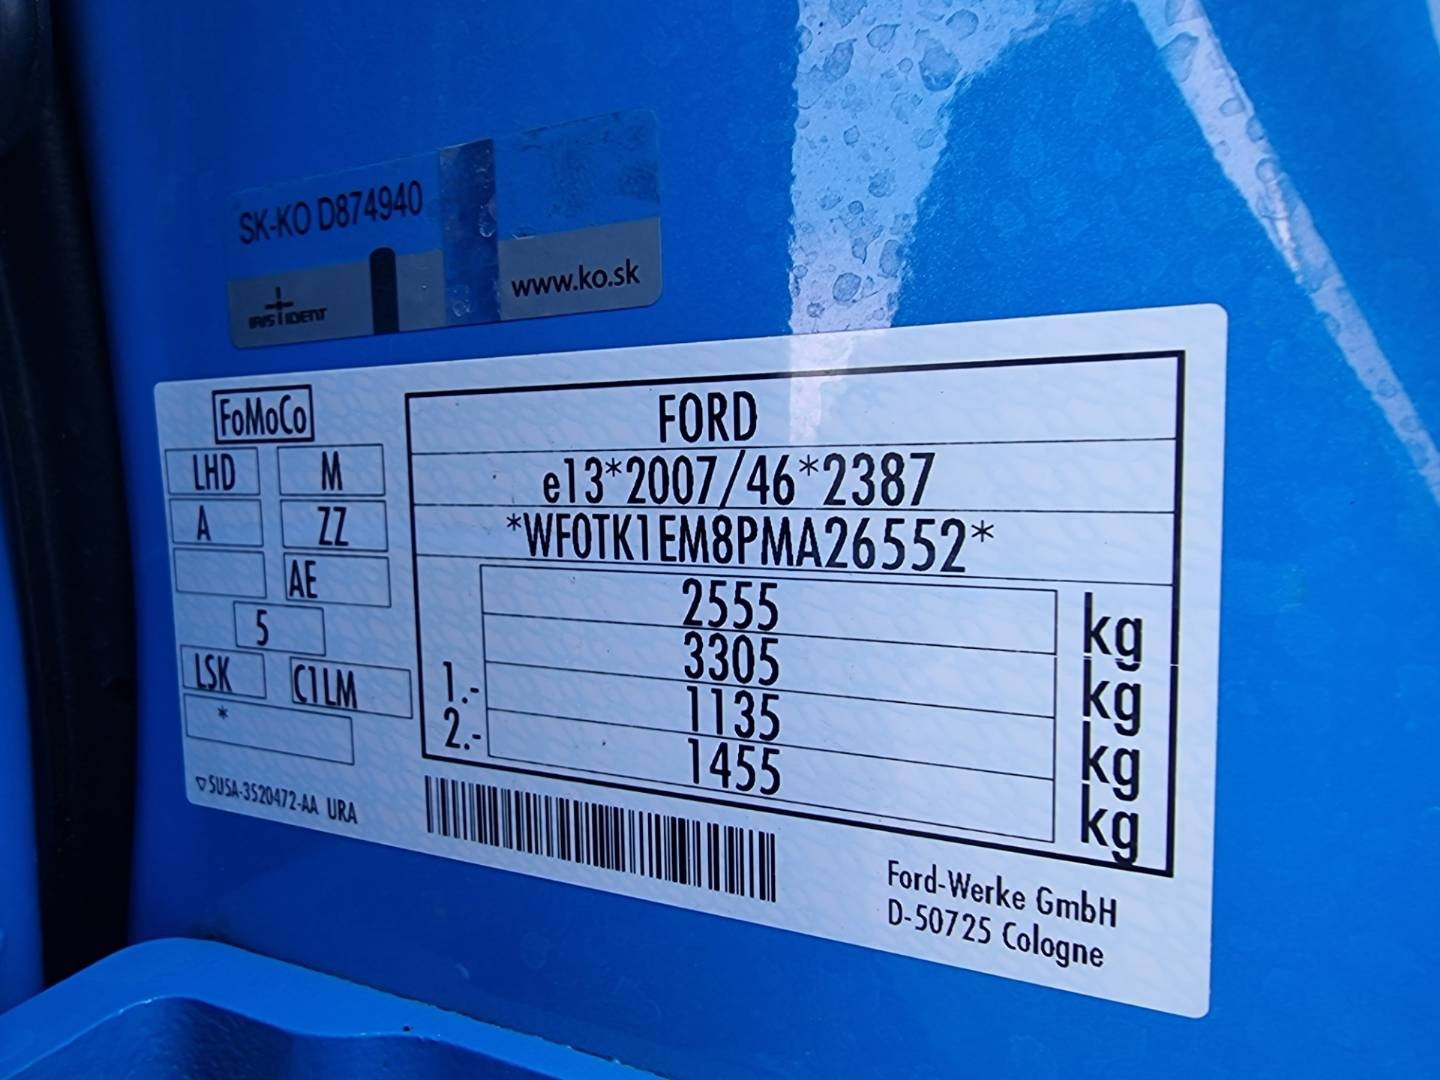 SK-KO D874940
IRIS IDENT
www.ko.sk
FoMoCo
LHD M
A ZZ
AE
5
LSK C1LM
*
▽5USA-3520472-AA URA
FORD
e13*2007/46*2387
*WF0TK1EM8PMA26552*
2555 kg
3305 kg
1.- 1135 kg
2.- 1455 kg
Ford-Werke GmbH
D-50725 Cologne